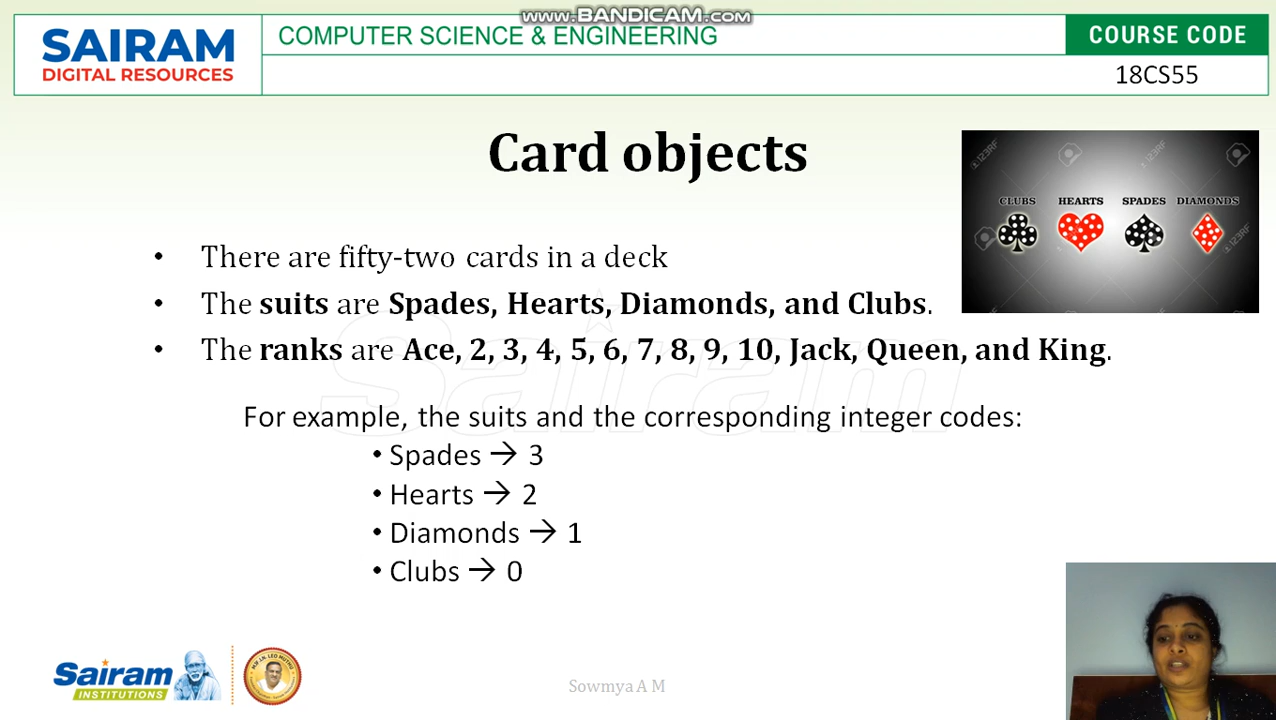 www.BANDICAM.com
SAIRAM
DIGITAL RESOURCES
COMPUTER SCIENCE & ENGINEERING
COURSE CODE
18CS55
Card objects
CLUBS HEARTS SPADES DIAMONDS
123RF
123RF
123RF
• There are fifty-two cards in a deck
• The suits are Spades, Hearts, Diamonds, and Clubs.
• The ranks are Ace, 2, 3, 4, 5, 6, 7, 8, 9, 10, Jack, Queen, and King.
Sairam
For example, the suits and the corresponding integer codes:
• Spades → 3
• Hearts → 2
• Diamonds → 1
• Clubs → 0
Sairam
INSTITUTIONS
Sowmya A M